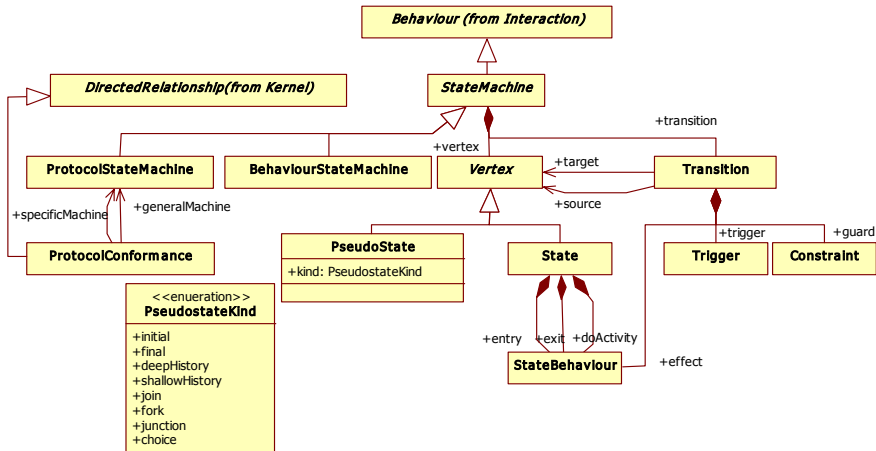 Behaviour (from Interaction)
DirectedRelationship(from Kernel)
StateMachine
+transition
+vertex
ProtocolStateMachine
BehaviourStateMachine
Vertex
+target
Transition
+source
+specificMachine
+generalMachine
+trigger
+guard
ProtocolConformance
PseudoState
+kind: PseudostateKind
State
Trigger
Constraint
<<enueration>>
PseudostateKind
+initial
+final
+deepHistory
+shallowHistory
+join
+fork
+junction
+choice
+entry
+exit
+doActivity
StateBehaviour
+effect